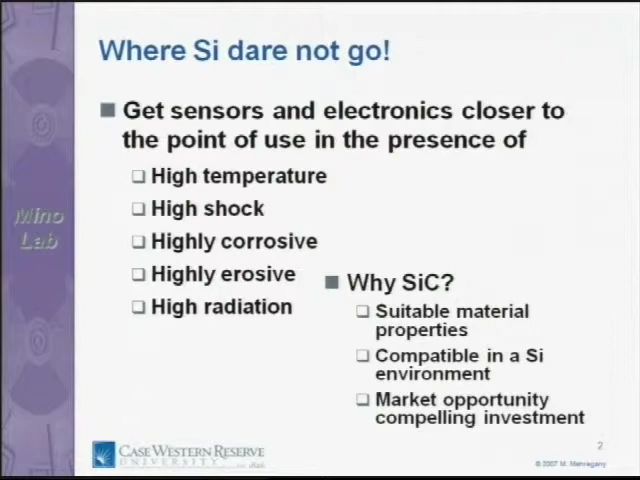 Where Si dare not go!
Get sensors and electronics closer to
the point of use in the presence of
High temperature
High shock
Highly corrosive
Highly erosive
High radiation
Why SiC?
Suitable material
properties
Compatible in a Si
environment
Market opportunity
compelling investment
Mino
Lab
CASE WESTERN RESERVE
UNIVERSITY
2
© 2007 M. Mehregany